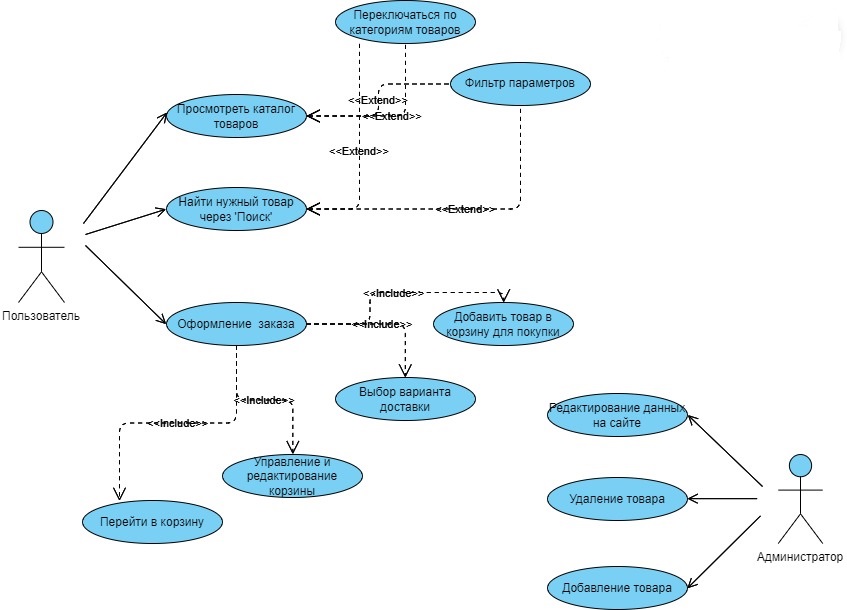 Переключаться по
категориям товаров
Фильтр параметров
<<Extend>>
Просмотреть каталог
товаров
<<Extend>>
<<Extend>>
Найти нужный товар
через 'Поиск'
<<Extend>>
Пользователь
<<Include>>
Оформление заказа
<<Include>>
Добавить товар в
корзину для покупки
Выбор варианта
доставки
<<Include>>
<<Include>>
Редактирование данных
на сайте
Управление и
редактирование
корзины
Удаление товара
Перейти в корзину
Администратор
Добавление товара